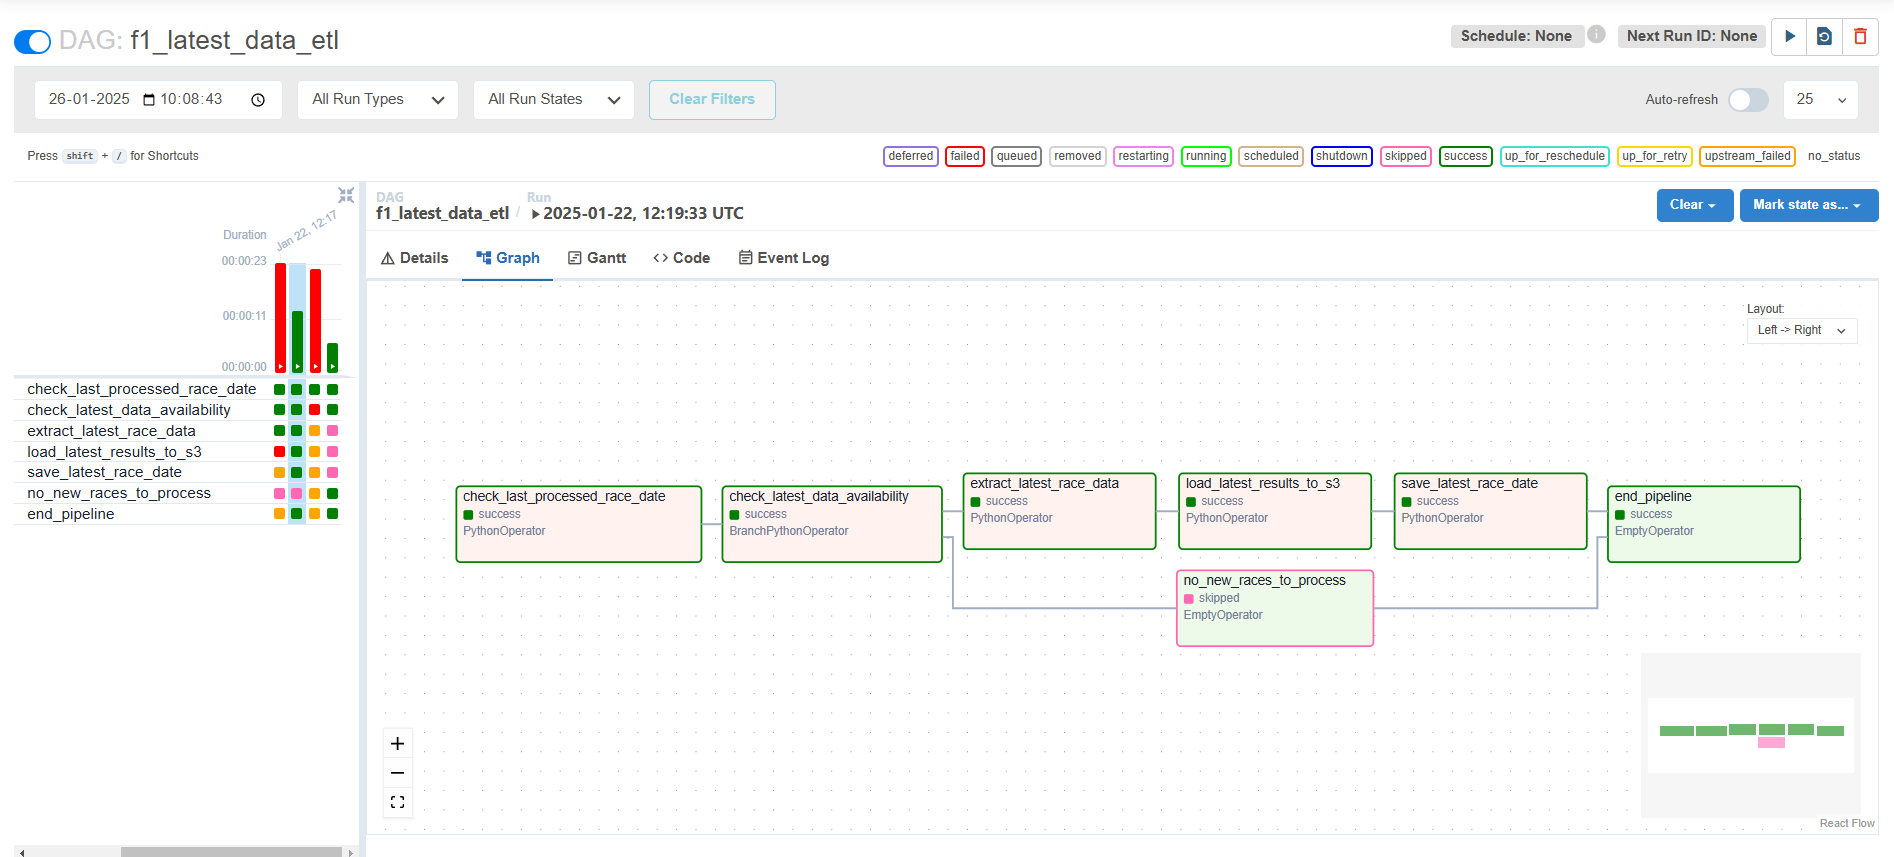 DAG: f1_latest_data_etl
Schedule: None
Next Run ID: None
26-01-2025 10:08:43
All Run Types
All Run States
Clear Filters
Auto-refresh
25
Press shift + / for Shortcuts
deferred failed queued removed restarting running scheduled shutdown skipped success up_for_reschedule up_for_retry upstream_failed no_status
Duration
Jan 22, 12:17
00:00:23
00:00:11
00:00:00
check_last_processed_race_date
check_latest_data_availability
extract_latest_race_data
load_latest_results_to_s3
save_latest_race_date
no_new_races_to_process
end_pipeline
DAG
f1_latest_data_etl
/
Run
2025-01-22, 12:19:33 UTC
Clear
Mark state as...
Details
Graph
Gantt
Code
Event Log
Layout:
Left -> Right
check_last_processed_race_date
success
PythonOperator
check_latest_data_availability
success
BranchPythonOperator
extract_latest_race_data
success
PythonOperator
load_latest_results_to_s3
success
PythonOperator
save_latest_race_date
success
PythonOperator
end_pipeline
success
EmptyOperator
no_new_races_to_process
skipped
EmptyOperator
React Flow